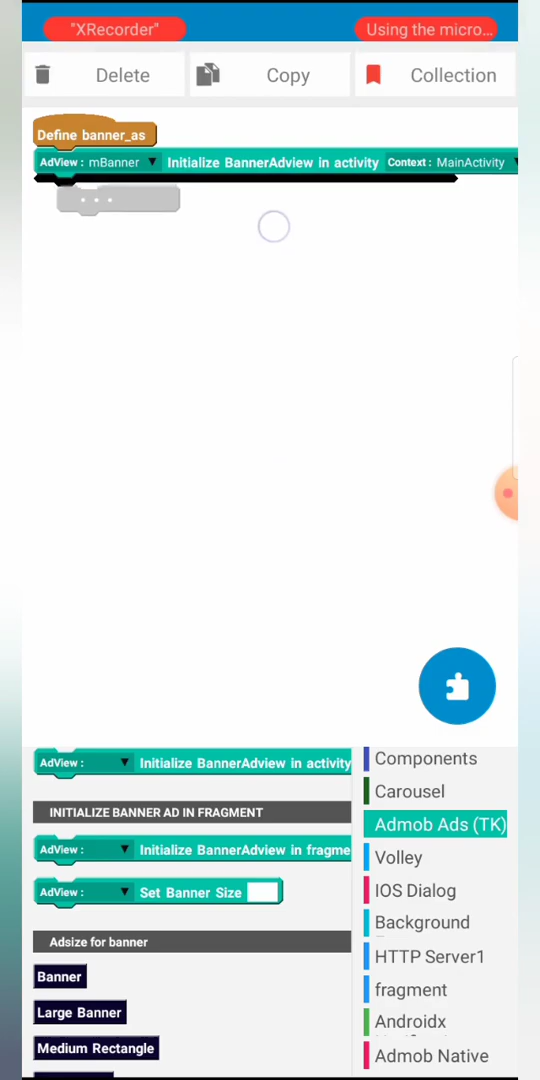 "XRecorder"
Using the micro...
Delete
Copy
Collection
Define banner_as
AdView : mBanner Initialize BannerAdview in activity Context : MainActivity
Components
AdView : Initialize BannerAdview in activity
Carousel
INITIALIZE BANNER AD IN FRAGMENT
Admob Ads (TK)
AdView : Initialize BannerAdview in fragme
Volley
AdView : Set Banner Size
IOS Dialog
Background
Adsize for banner
HTTP Server1
Banner
fragment
Large Banner
Androidx
Medium Rectangle
Admob Native